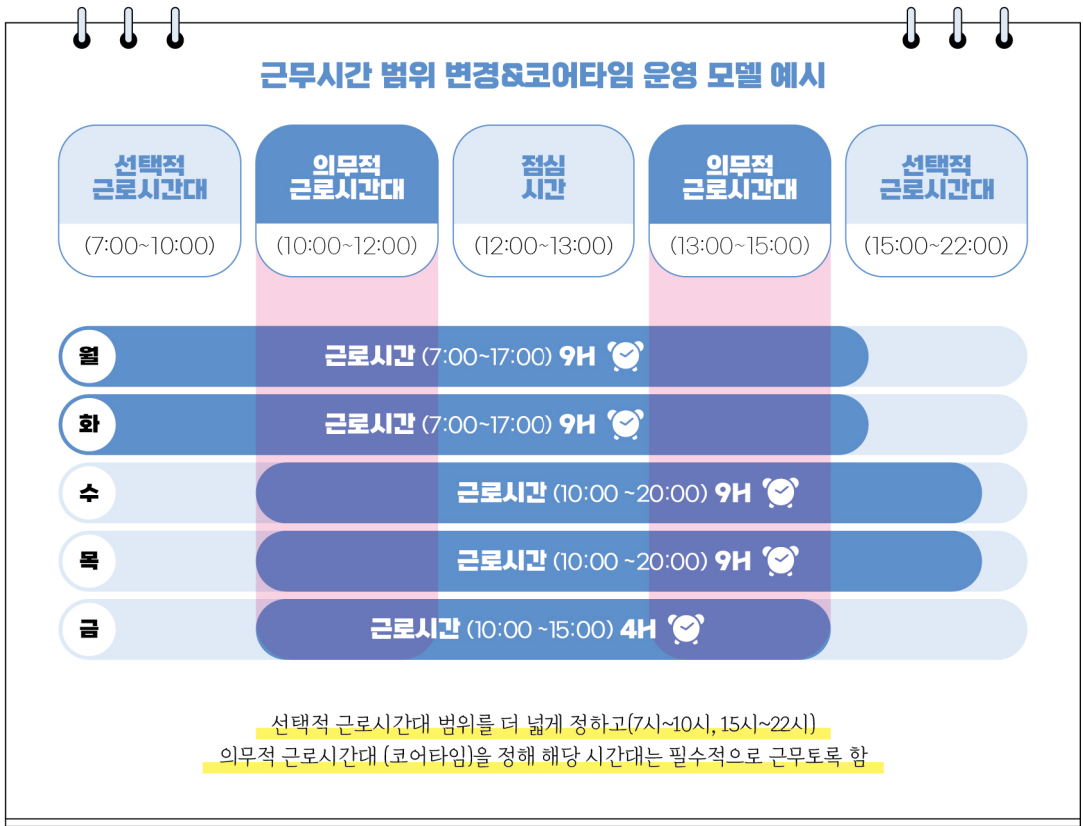 근무시간 범위 변경&코어타임 운영 모델 예시
선택적
근로시간대
(7:00~10:00)
의무적
근로시간대
(10:00~12:00)
점심
시간
(12:00~13:00)
의무적
근로시간대
(13:00~15:00)
선택적
근로시간대
(15:00~22:00)
월 근로시간 (7:00~17:00) 9H
화 근로시간 (7:00~17:00) 9H
수 근로시간 (10:00 ~20:00) 9H
목 근로시간 (10:00 ~20:00) 9H
금 근로시간 (10:00 ~15:00) 4H
선택적 근로시간대 범위를 더 넓게 정하고(7시~10시, 15시~22시)
의무적 근로시간대 (코어타임)을 정해 해당 시간대는 필수적으로 근무토록 함